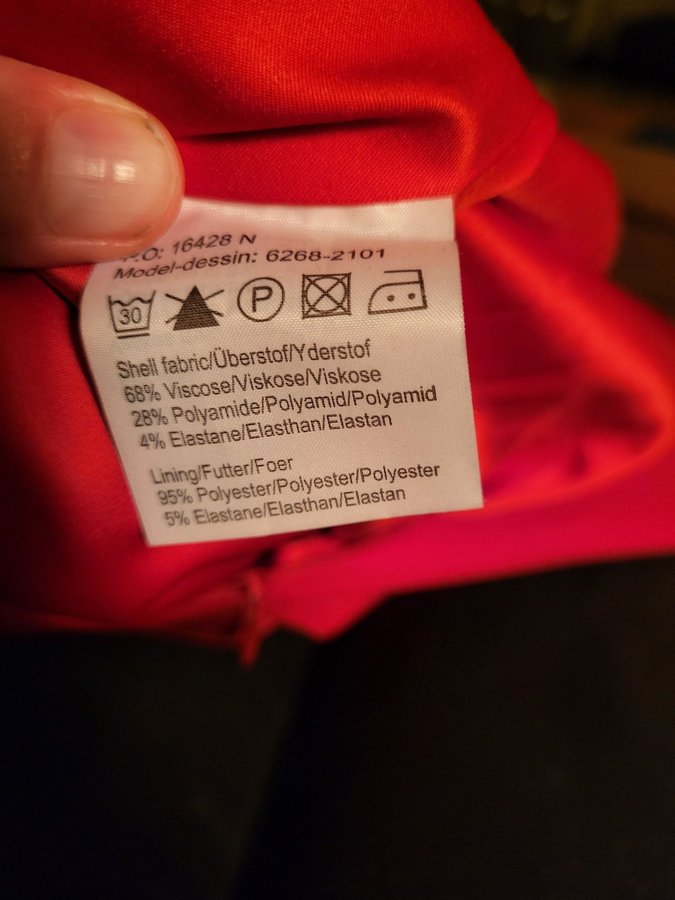 16428 N
Model-dessin: 6268-2101
30 P
Shell fabric/Überstof/Yderstof
68% Viscose/Viskose/Viskose
28% Polyamide/Polyamid/Polyamid
4% Elastane/Elasthan/Elastan
Lining/Futter/Foer
95% Polyester/Polyester/Polyester
5% Elastane/Elasthan/Elastan